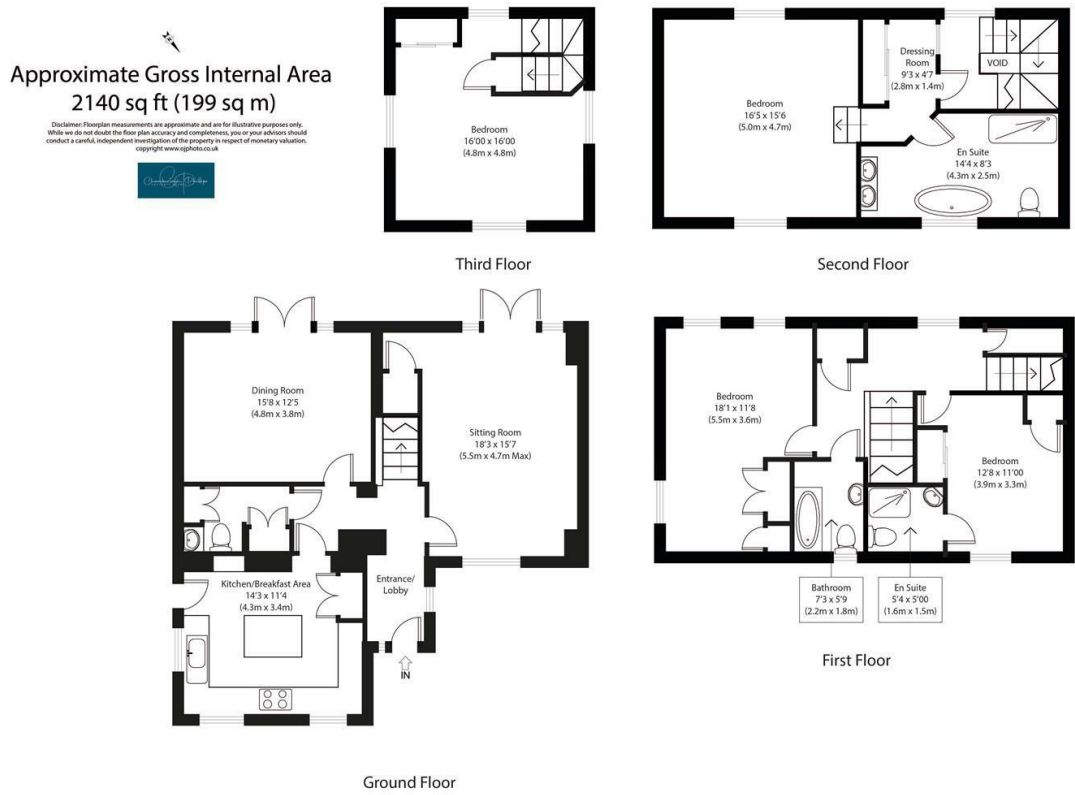 Approximate Gross Internal Area
2140 sq ft (199 sq m)
Disclaimer: Floorplan measurements are approximate and are for illustrative purposes only.
While we do not doubt the floor plan accuracy and completeness, you or your advisors should
conduct a careful, independent investigation of the property in respect of monetary valuation.
copyright www.cjphoto.co.uk
Bedroom
16'00 x 16'00
(4.8m x 4.8m)
Third Floor
Bedroom
16'5 x 15'6
(5.0m x 4.7m)
Dressing
Room
9'3 x 4'7
(2.8m x 1.4m)
VOID
En Suite
14'4 x 8'3
(4.3m x 2.5m)
Second Floor
Dining Room
15'8 x 12'5
(4.8m x 3.8m)
Sitting Room
18'3 x 15'7
(5.5m x 4.7m Max)
Kitchen/Breakfast Area
14'3 x 11'4
(4.3m x 3.4m)
Entrance/
Lobby
IN
Ground Floor
Bedroom
18'1 x 11'8
(5.5m x 3.6m)
Bedroom
12'8 x 11'00
(3.9m x 3.3m)
Bathroom
7'3 x 5'9
(2.2m x 1.8m)
En Suite
5'4 x 5'00
(1.6m x 1.5m)
First Floor